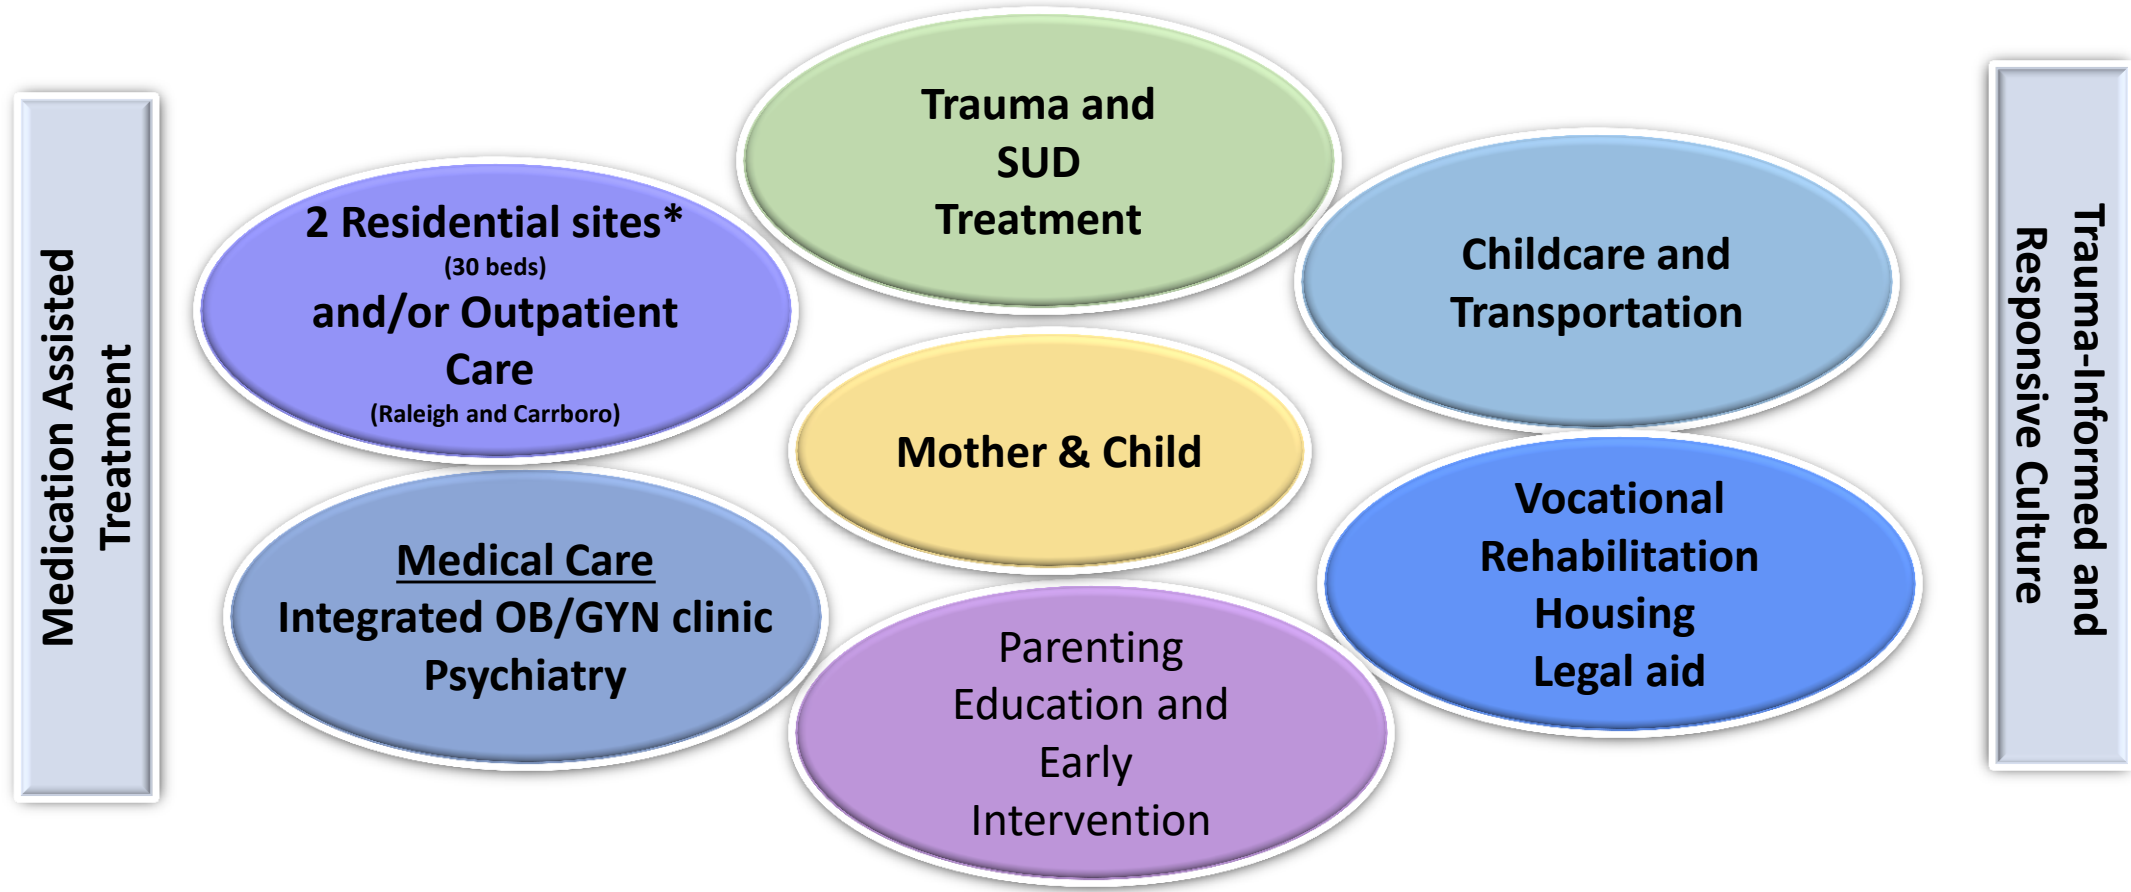 Medication Assisted
Treatment
2 Residential sites*
(30 beds)
and/or Outpatient
Care
(Raleigh and Carrboro)
Trauma and
SUD
Treatment
Childcare and
Transportation
Mother & Child
Medical Care
Integrated OB/GYN clinic
Psychiatry
Parenting
Education and
Early
Intervention
Vocational
Rehabilitation
Housing
Legal aid
Trauma-Informed and
Responsive Culture